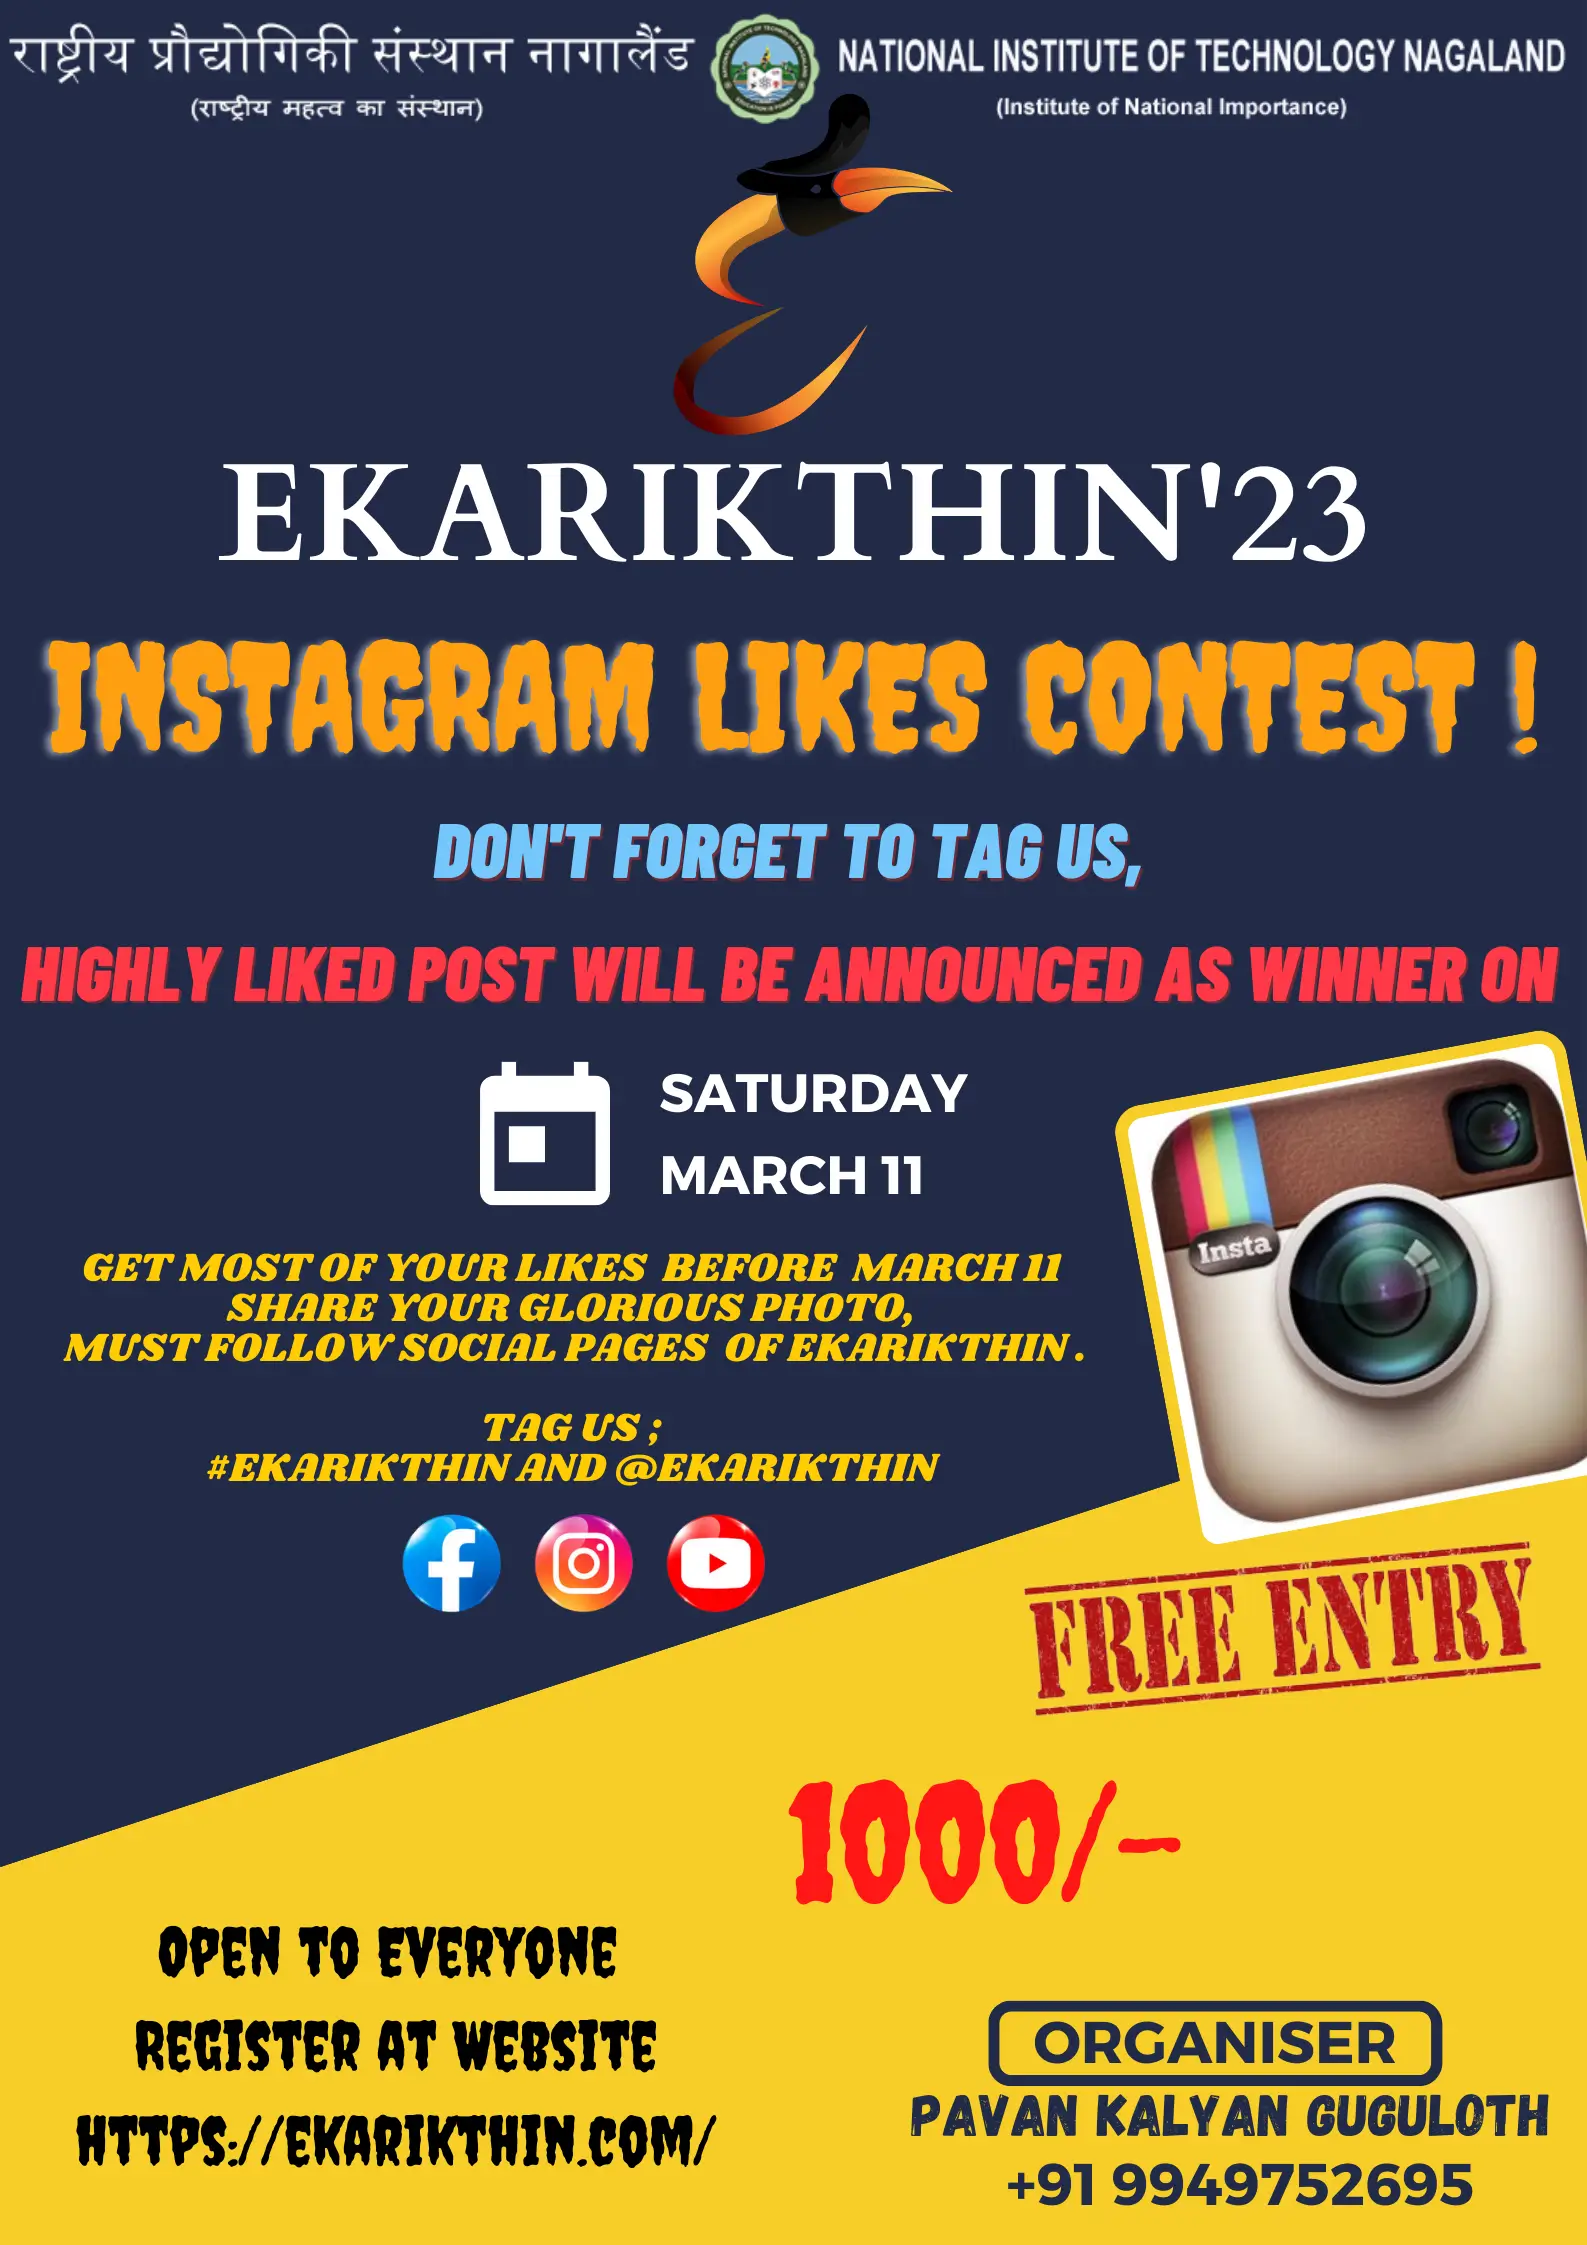 राष्ट्रीय प्रौद्योगिकी संस्थान नागालैंड
(राष्ट्रीय महत्व का संस्थान)
NATIONAL INSTITUTE OF TECHNOLOGY NAGALAND
(Institute of National Importance)
EKARIKTHIN'23
INSTAGRAM LIKES CONTEST !
DON'T FORGET TO TAG US,
HIGHLY LIKED POST WILL BE ANNOUNCED AS WINNER ON
SATURDAY
MARCH 11
Insta
GET MOST OF YOUR LIKES BEFORE MARCH 11
SHARE YOUR GLORIOUS PHOTO,
MUST FOLLOW SOCIAL PAGES OF EKARIKTHIN .
TAG US ;
#EKARIKTHIN AND @EKARIKTHIN
FREE ENTRY
1000/-
OPEN TO EVERYONE
REGISTER AT WEBSITE
HTTPS://EKARIKTHIN.COM/
ORGANISER
PAVAN KALYAN GUGULOTH
+91 9949752695